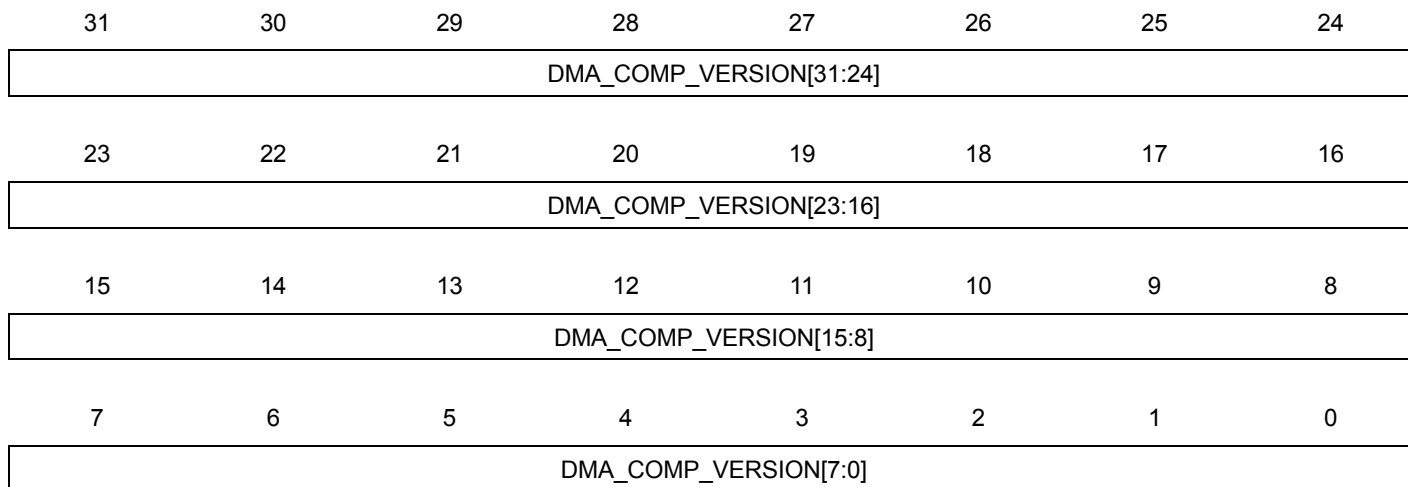 31 30 29 28 27 26 25 24
DMA_COMP_VERSION[31:24]
23 22 21 20 19 18 17 16
DMA_COMP_VERSION[23:16]
15 14 13 12 11 10 9 8
DMA_COMP_VERSION[15:8]
7 6 5 4 3 2 1 0
DMA_COMP_VERSION[7:0]